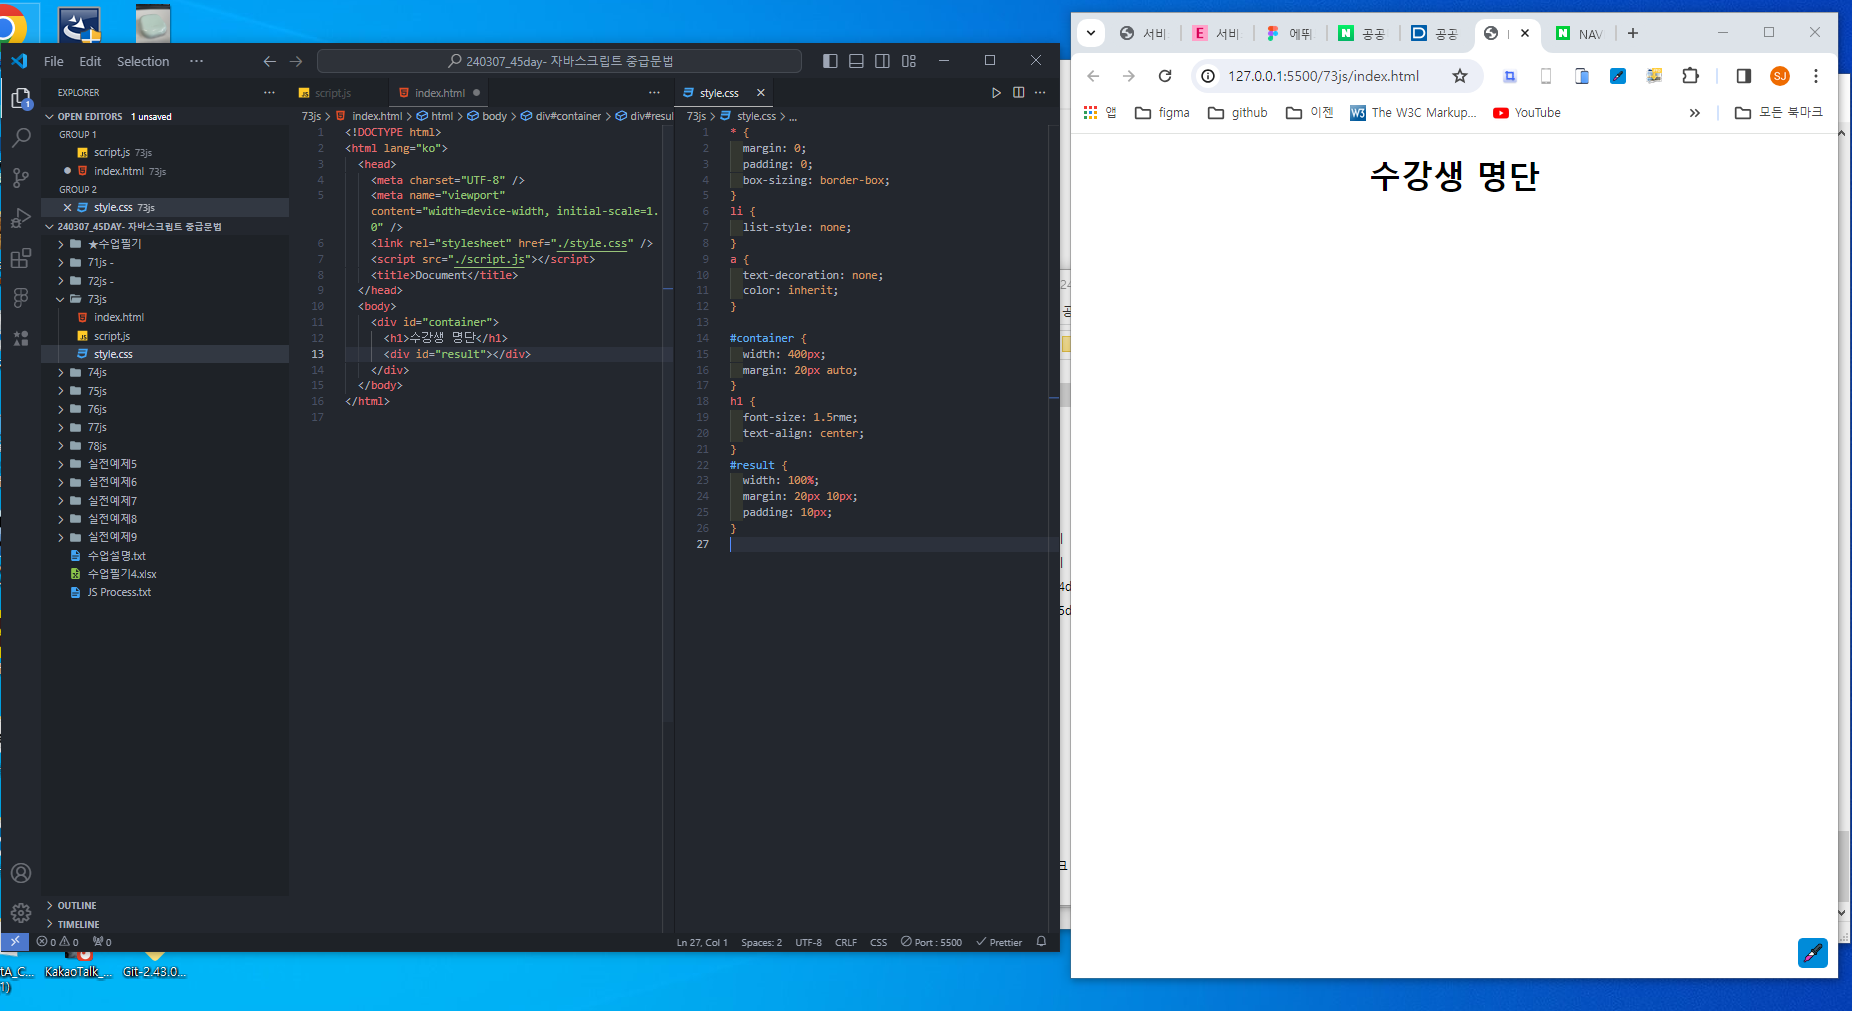 File Edit Selection ···
240307_45day- 자바스크립트 중급문법
EXPLORER
OPEN EDITORS 1 unsaved
GROUP 1
script.js 73js
index.html 73js
GROUP 2
style.css 73js
240307_45DAY- 자바스크립트 중급문법
★수업필기
71js -
72js -
73js
index.html
script.js
style.css
74js
75js
76js
77js
78js
실전예제5
실전예제6
실전예제7
실전예제8
실전예제9
수업설명.txt
수업필기4.xlsx
JS Process.txt
OUTLINE
TIMELINE
script.js index.html
73js > index.html > html > body > div#container > div#resul
1 <!DOCTYPE html>
2 <html lang="ko">
3 <head>
4 <meta charset="UTF-8" />
5 <meta name="viewport"
content="width=device-width, initial-scale=1.
0" />
6 <link rel="stylesheet" href="./style.css" />
7 <script src="./script.js"></script>
8 <title>Document</title>
9 </head>
10 <body>
11 <div id="container">
12 <h1>수강생 명단</h1>
13 <div id="result"></div>
14 </div>
15 </body>
16 </html>
17
style.css
73js > style.css > ...
1 * {
2 margin: 0;
3 padding: 0;
4 box-sizing: border-box;
5 }
6 li {
7 list-style: none;
8 }
9 a {
10 text-decoration: none;
11 color: inherit;
12 }
13
14 #container {
15 width: 400px;
16 margin: 20px auto;
17 }
18 h1 {
19 font-size: 1.5rme;
20 text-align: center;
21 }
22 #result {
23 width: 100%;
24 margin: 20px 10px;
25 padding: 10px;
26 }
27
0 0 0 Ln 27, Col 1 Spaces: 2 UTF-8 CRLF CSS Port : 5500 Prettier
KakaoTalk_... Git-2.43.0...
서비 서비 에뛰 공공 공공 NAV
127.0.0.1:5500/73js/index.html SJ
앱 figma github 이젠 The W3C Markup... YouTube » 모든 북마크
수강생 명단